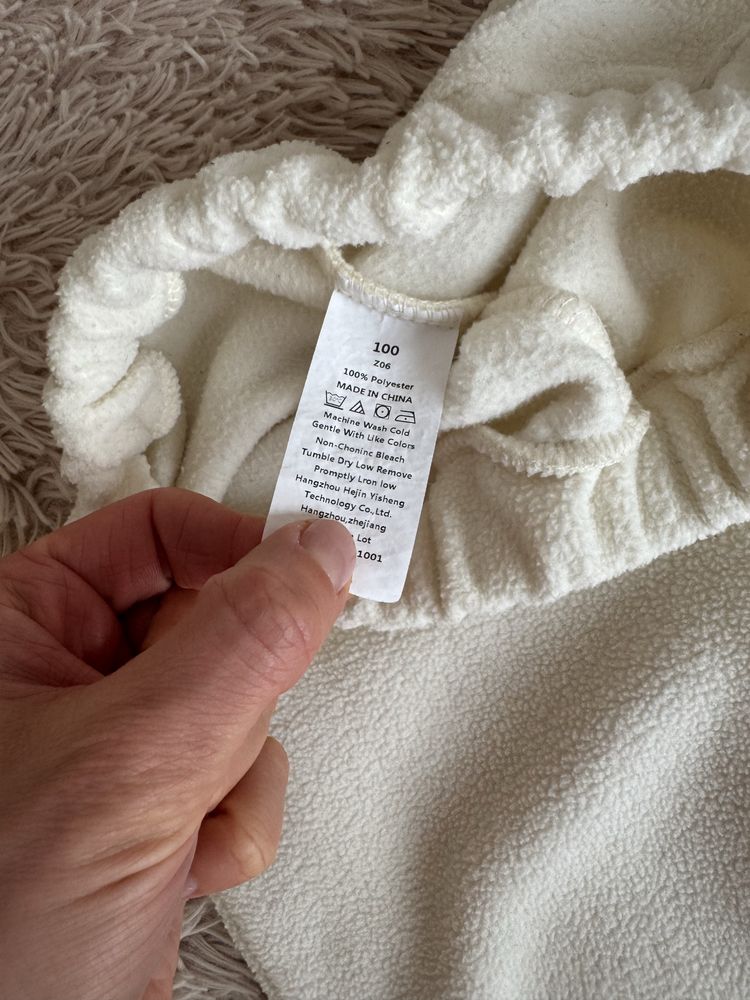 100
Z06
100% Polyester
MADE IN CHINA
Machine Wash Cold
Gentle With Like Colors
Non-Choninc Bleach
Tumble Dry Low Remove
Promptly Lron low
Hangzhou Hejin Yisheng
Technology Co.,Ltd.
Hangzhou,zhejiang
Lot
1001